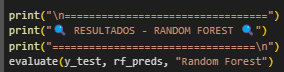 print("\n==================================")
print("🔍 RESULTADOS - RANDOM FOREST 🔍")
print("==================================\n")
evaluate(y_test, rf_preds, "Random Forest")